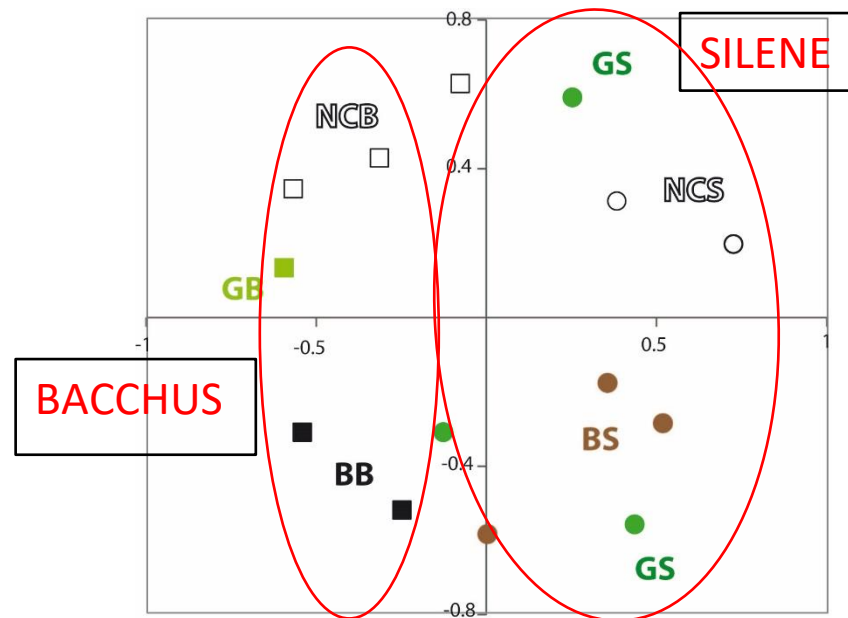 0.8
SILENE
GS
NCB
0.4
NCS
GB
-1
-0.5
0.5
1
BACCHUS
BS
BB
-0.4
GS
-0.8